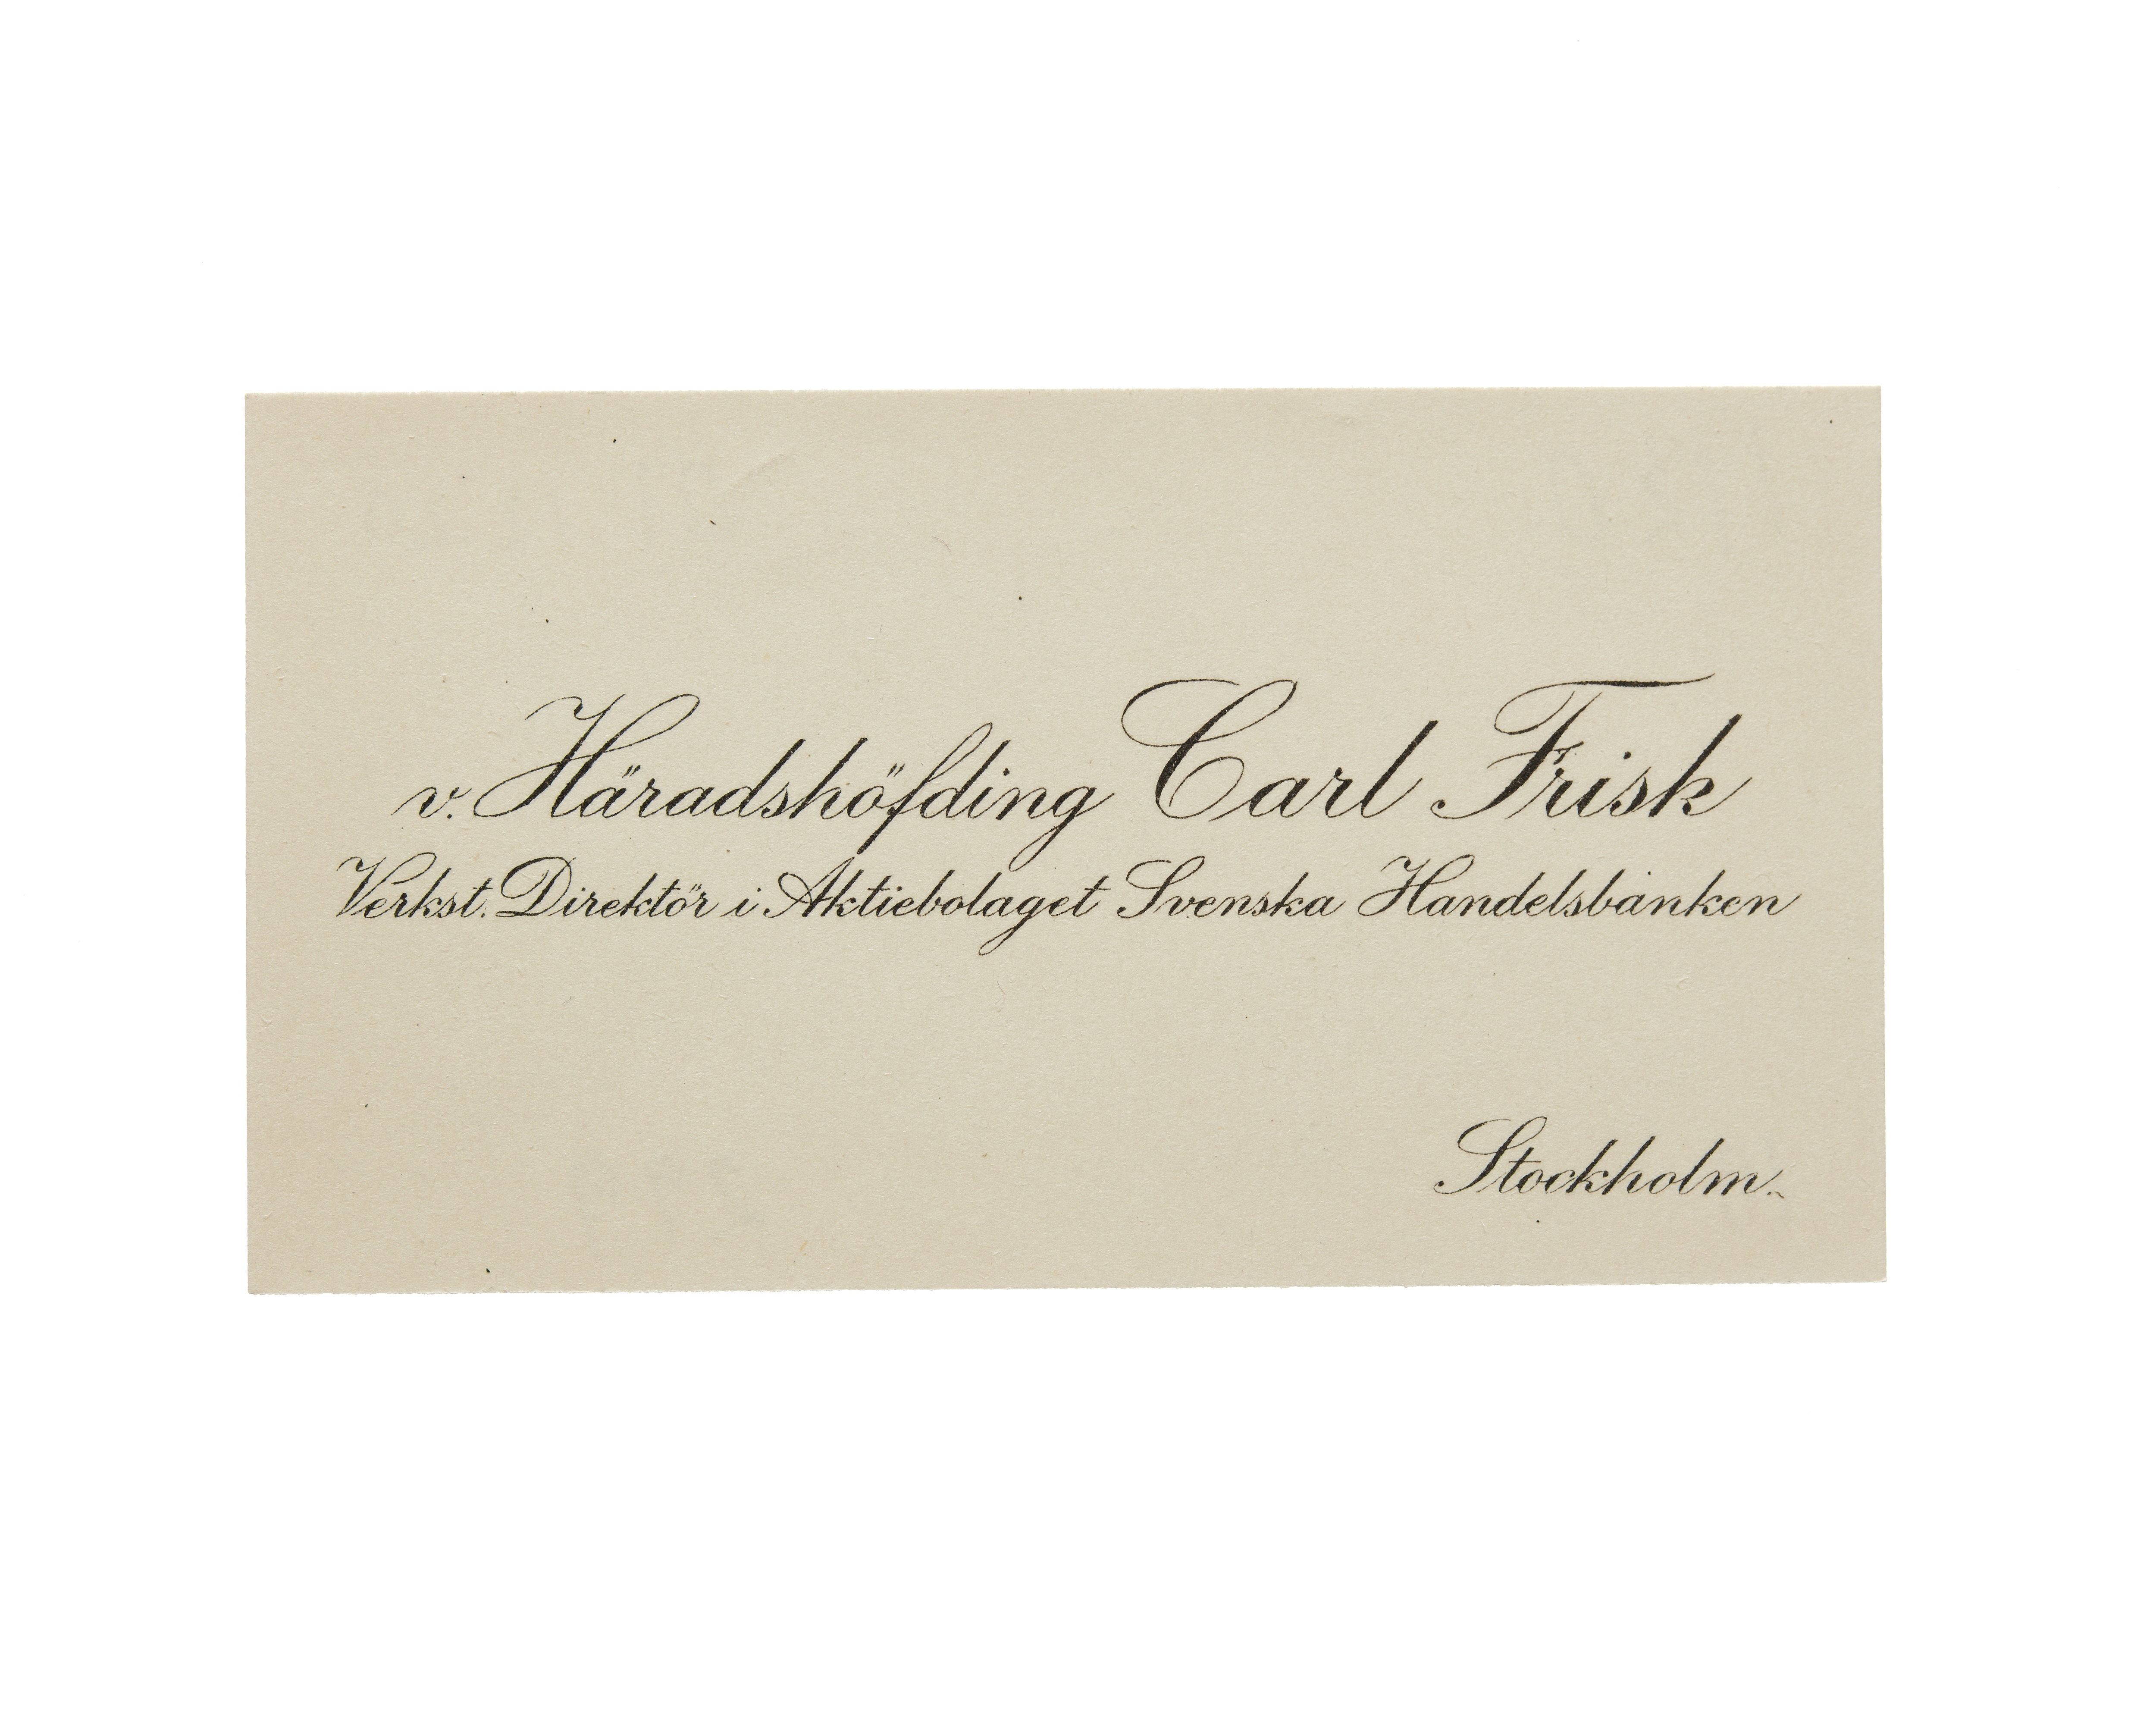 v. Häradshöfding Carl Frisk
Verkst. Direktör i Aktiebolaget Svenska Handelsbanken
Stockholm.